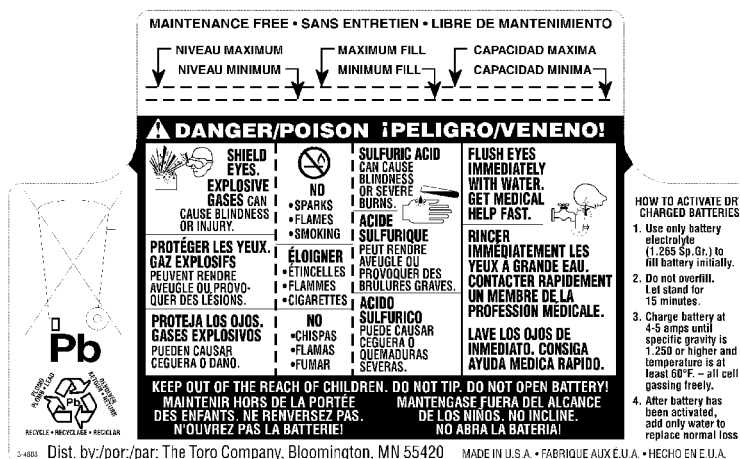 MAINTENANCE FREE • SANS ENTRETIEN • LIBRE DE MANTENIMIENTO
NIVEAU MAXIMUM MAXIMUM FILL CAPACIDAD MAXIMA
NIVEAU MINIMUM MINIMUM FILL CAPACIDAD MINIMA
DANGER/POISON ¡PELIGRO/VENENO!
SHIELD
EYES.
EXPLOSIVE
GASES CAN
CAUSE BLINDNESS
OR INJURY.
PROTÉGER LES YEUX.
GAZ EXPLOSIFS
PEUVENT RENDRE
AVEUGLE OU PROVO-
QUER DES LÉSIONS.
PROTEJA LOS OJOS.
GASES EXPLOSIVOS
PUEDEN CAUSAR
CEGUERA O DANO.
NO
•SPARKS
•FLAMES
•SMOKING
ÉLOIGNER
•ÉTINCELLES
•FLAMMES
•CIGARETTES
NO
•CHISPAS
•FLAMAS
•FUMAR
SULFURIC ACID
CAN CAUSE
BLINDNESS
OR SEVERE
BURNS.
ACIDE
SULFURIQUE
PEUT RENDRE
AVEUGLE OU
PROVOQUER DES
BRULURES GRAVES.
ACIDO
SULFURICO
PUEDE CAUSAR
CEGUERA O
QUEMADURAS
SEVERAS.
FLUSH EYES
IMMEDIATELY
WITH WATER.
GET MEDICAL
HELP FAST.
RINCER
IMMÉDIATEMENT LES
YEUX A GRANDE EAU.
CONTACTER RAPIDEMENT
UN MEMBRE DE LA
PROFESSION MÉDICALE.
LAVE LOS OJOS DE
INMEDIATO. CONSIGA
AYUDA MEDICA RAPIDO.
KEEP OUT OF THE REACH OF CHILDREN. DO NOT TIP. DO NOT OPEN BATTERY!
MAINTENIR HORS DE LA PORTÉE
DES ENFANTS. NE RENVERSEZ PAS.
N'OUVREZ PAS LA BATTERIE!
MANTENGASE FUERA DEL ALCANCE
DE LOS NIÑOS. NO INCLINE.
NO ABRA LA BATERIA!
Pb
PLOMO
PLOMB • LEAD
RETURN
Pb
RECYCLE • RECYCLAGE • RECICLAR
HOW TO ACTIVATE DR
CHARGED BATTERIES
1. Use only battery
electrolyte
(1.265 Sp.Gr.) to
fill battery initially.
2. Do not overfill.
Let stand for
15 minutes.
3. Charge battery at
4-5 amps until
specific gravity is
1.250 or higher and
temperature is at
least 60°F. – all cell
gassing freely.
4. After battery has
been activated,
add only water to
replace normal loss
Dist. by:/por:/par: The Toro Company, Bloomington, MN 55420 MADE IN U.S.A. • FABRIQUE AUX É.U.A. • HECHO EN E.U.A.